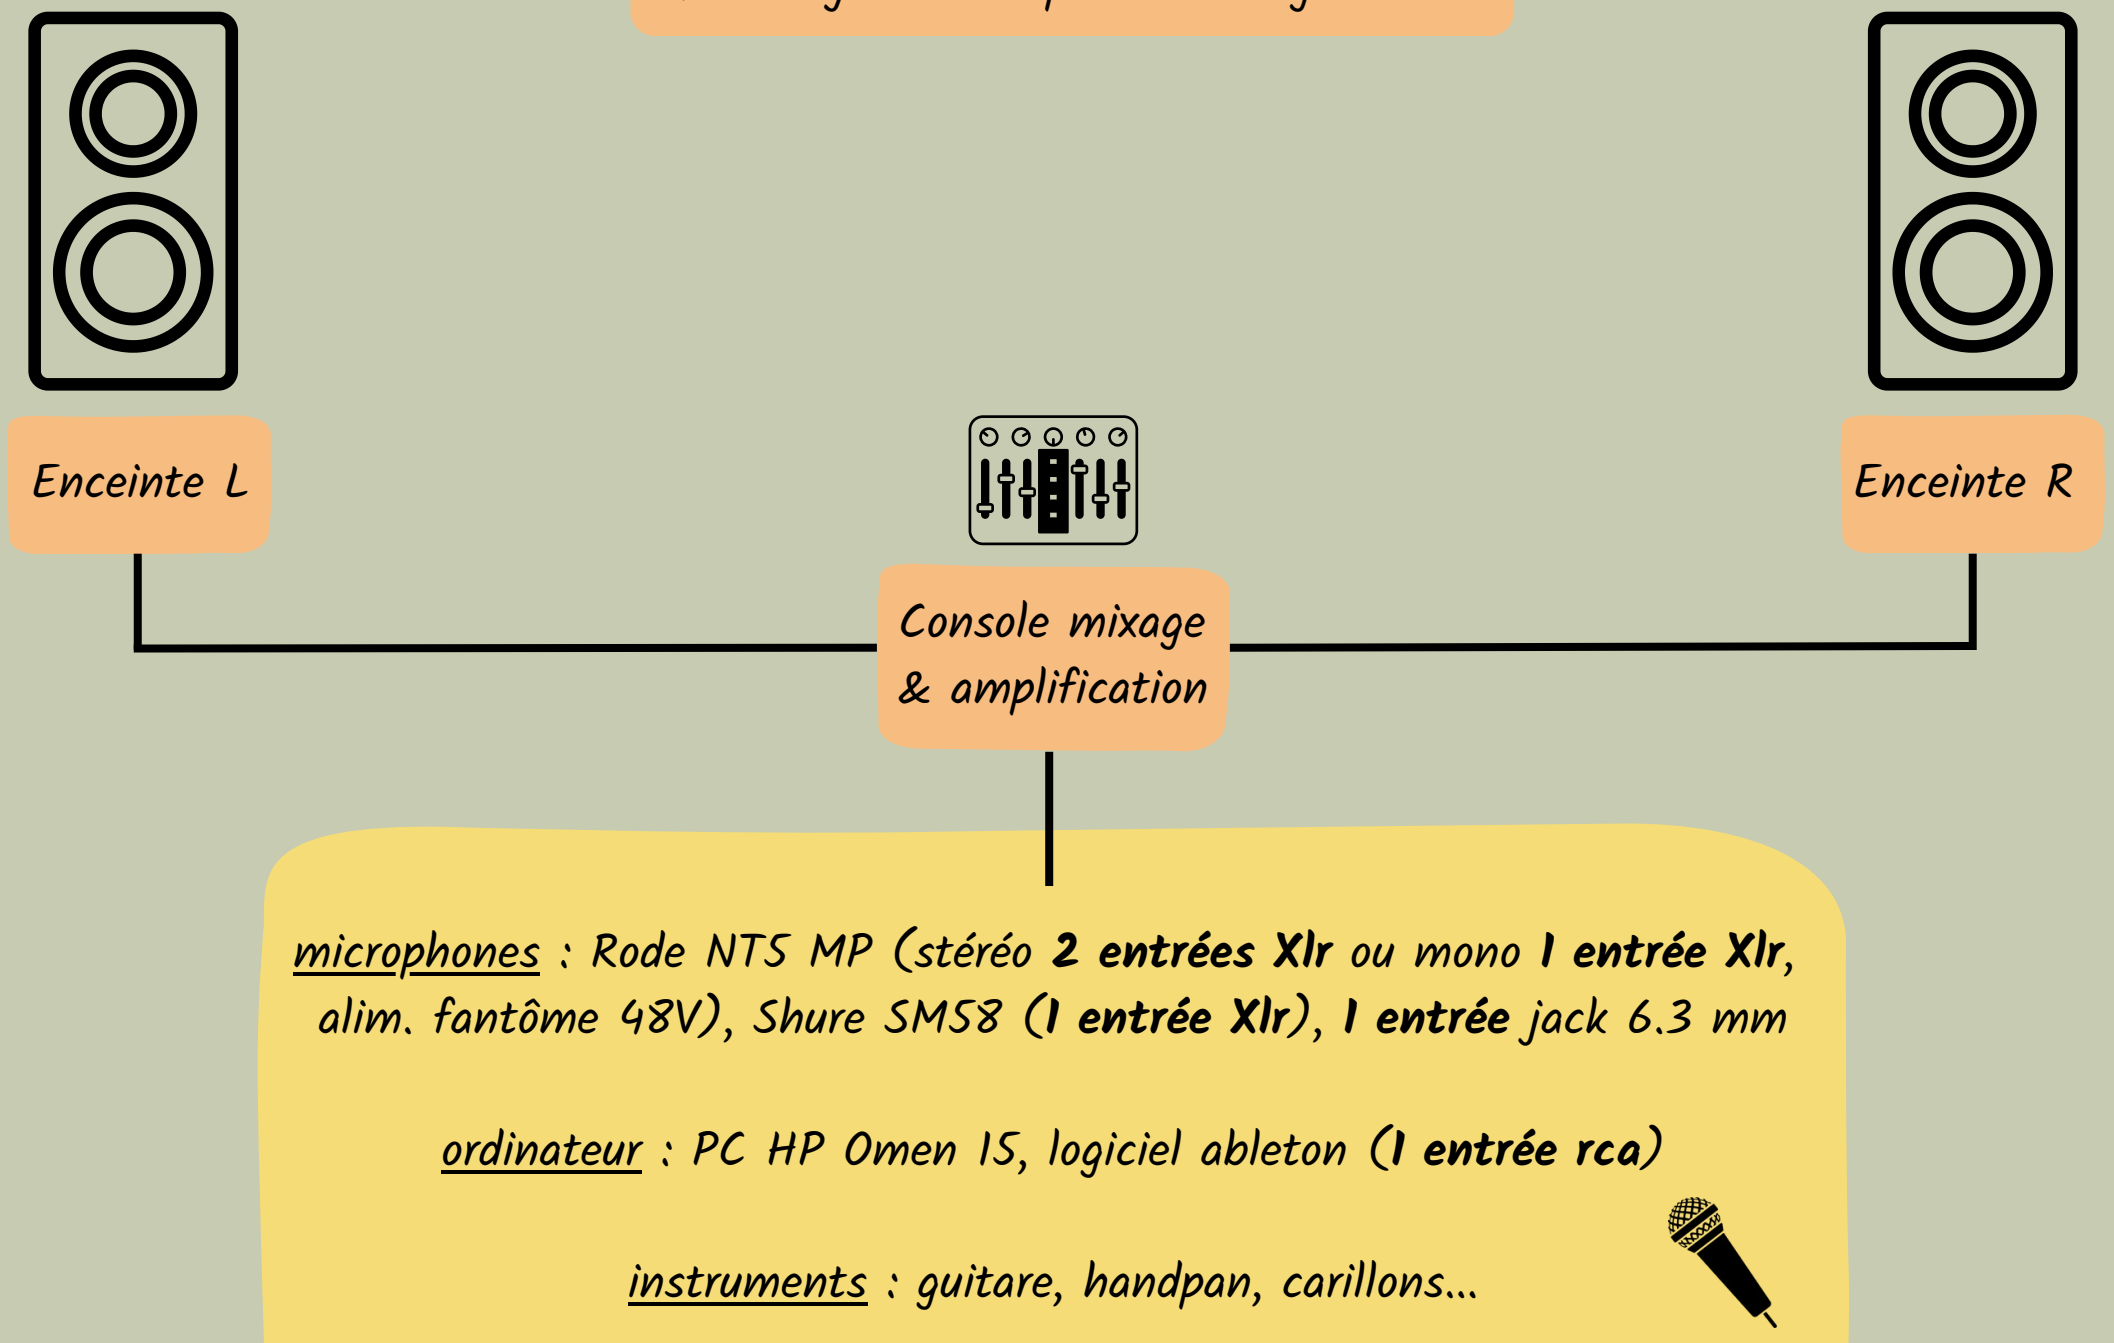 Enceinte L
Enceinte R
Console mixage
& amplification
microphones : Rode NT5 MP (stéréo 2 entrées Xlr ou mono 1 entrée Xlr,
alim. fantôme 48V), Shure SM58 (1 entrée Xlr), 1 entrée jack 6.3 mm
ordinateur : PC HP Omen 15, logiciel ableton (1 entrée rca)
instruments : guitare, handpan, carillons...